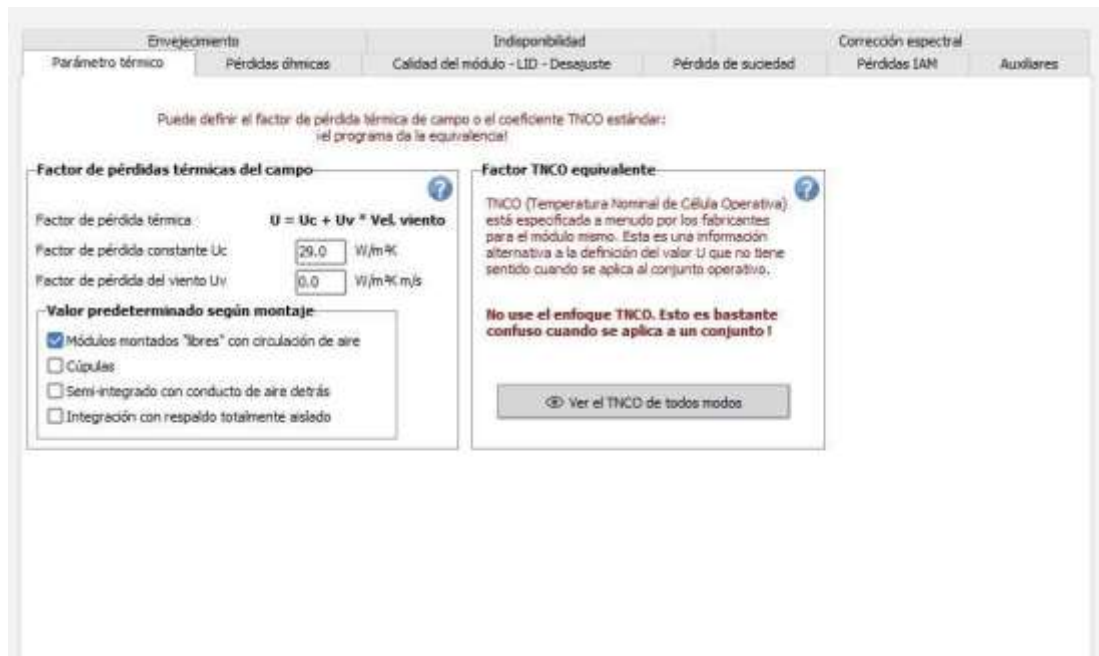 Envejecimiento Indisponibilidad Corrección espectral
Parámetro térmico Pérdidas óhmicas Calidad del módulo - LID - Desajuste Pérdida de suciedad Pérdidas IAM Auxiliares
Puede definir el factor de pérdida térmica de campo o el coeficiente TNCO estándar:
¡el programa da la equivalencia!
Factor de pérdidas térmicas del campo
Factor de pérdida térmica U = Uc + Uv * Vel. viento
Factor de pérdida constante Uc 29.0 W/m²K
Factor de pérdida del viento Uv 0.0 W/m²K m/s
Valor predeterminado según montaje
Módulos montados "libres" con circulación de aire
Cúpulas
Semi-integrado con conducto de aire detrás
Integración con respaldo totalmente aislado
Factor TNCO equivalente
TNCO (Temperatura Nominal de Célula Operativa)
está especificada a menudo por los fabricantes
para el módulo mismo. Esta es una información
alternativa a la definición del valor U que no tiene
sentido cuando se aplica al conjunto operativo.
No use el enfoque TNCO. Esto es bastante
confuso cuando se aplica a un conjunto !
Ver el TNCO de todos modos